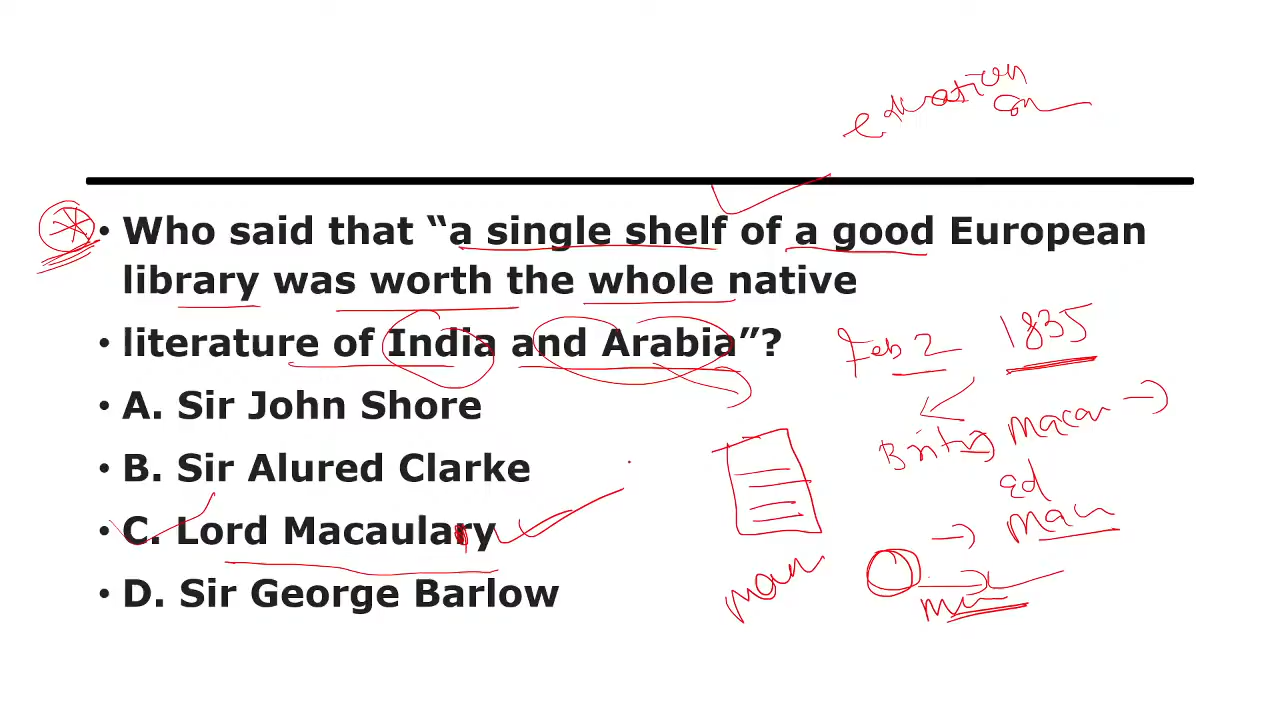 education
on
• Who said that “a single shelf of a good European
library was worth the whole native
• literature of India and Arabia”?
Feb 2 1835
• A. Sir John Shore
• B. Sir Alured Clarke
• C. Lord Macaulary
• D. Sir George Barlow